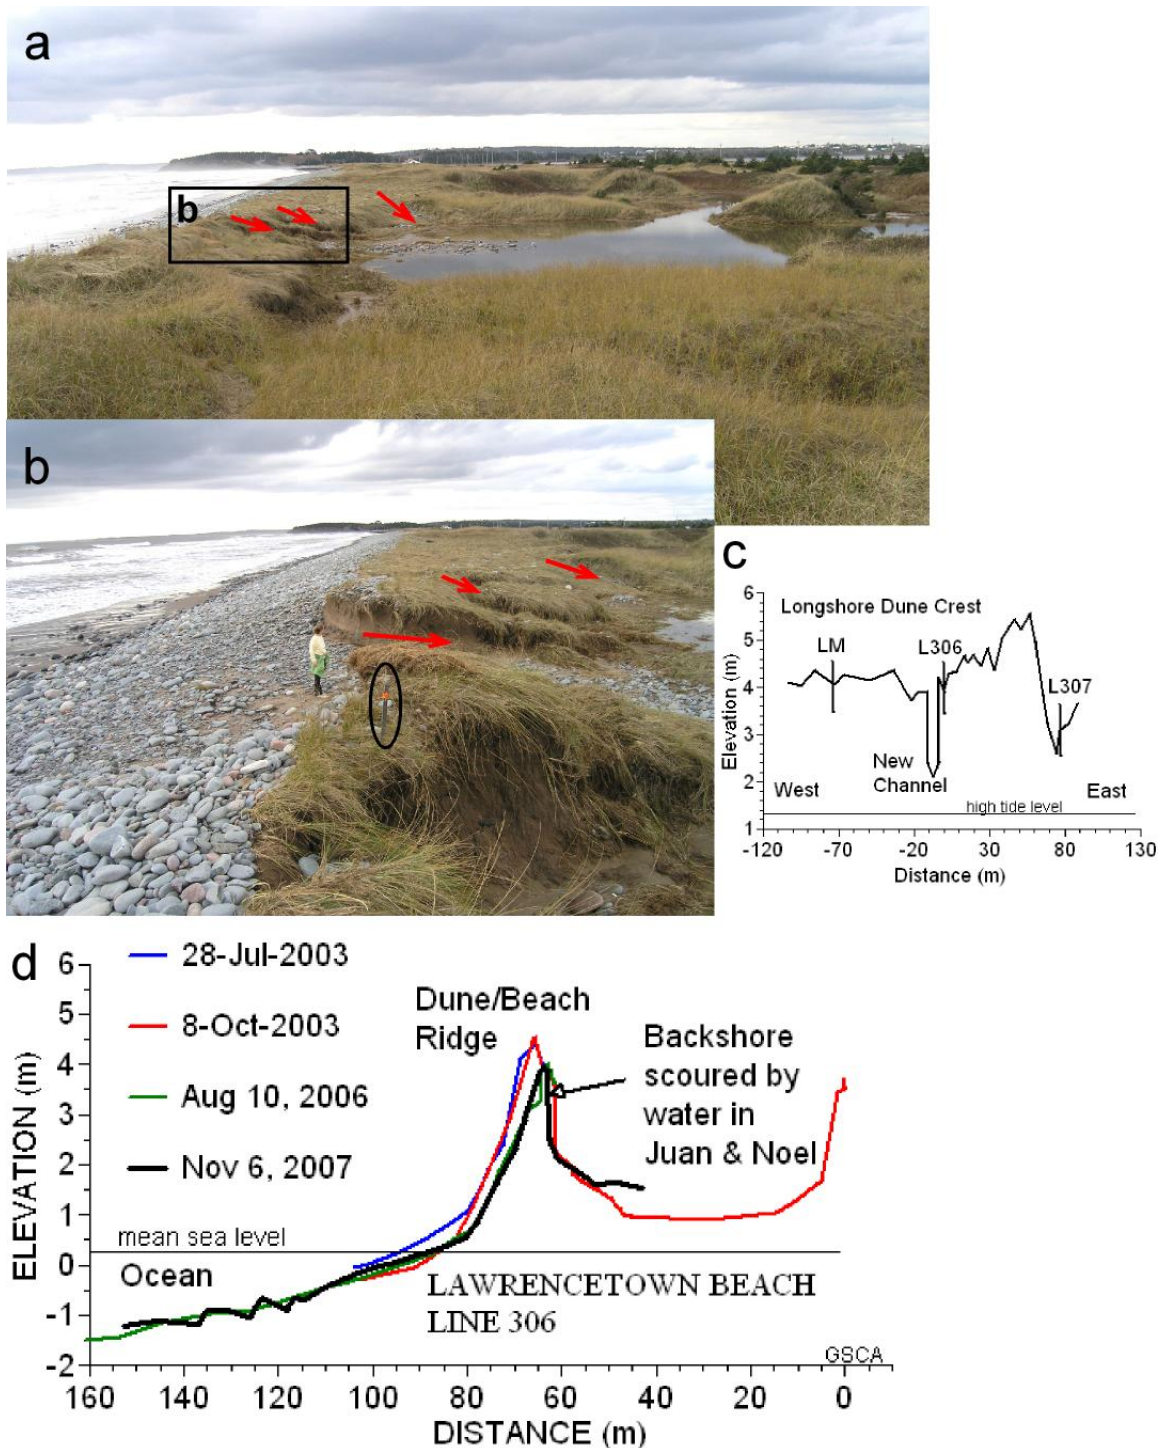 a
b
b
c
6
5
4
3
2
1
Elevation (m)
Longshore Dune Crest
LM
L306
L307
New
Channel
West
East
high tide level
-120
-70
-20
30
80
130
Distance (m)
d
28-Jul-2003
8-Oct-2003
Aug 10, 2006
Nov 6, 2007
Dune/Beach
Ridge
Backshore
scoured by
water in
Juan & Noel
6
5
4
3
2
1
0
-1
-2
ELEVATION (m)
mean sea level
Ocean
LAWRENCETOWN BEACH
LINE 306
GSCA
160
140
120
100
80
60
40
20
0
DISTANCE (m)